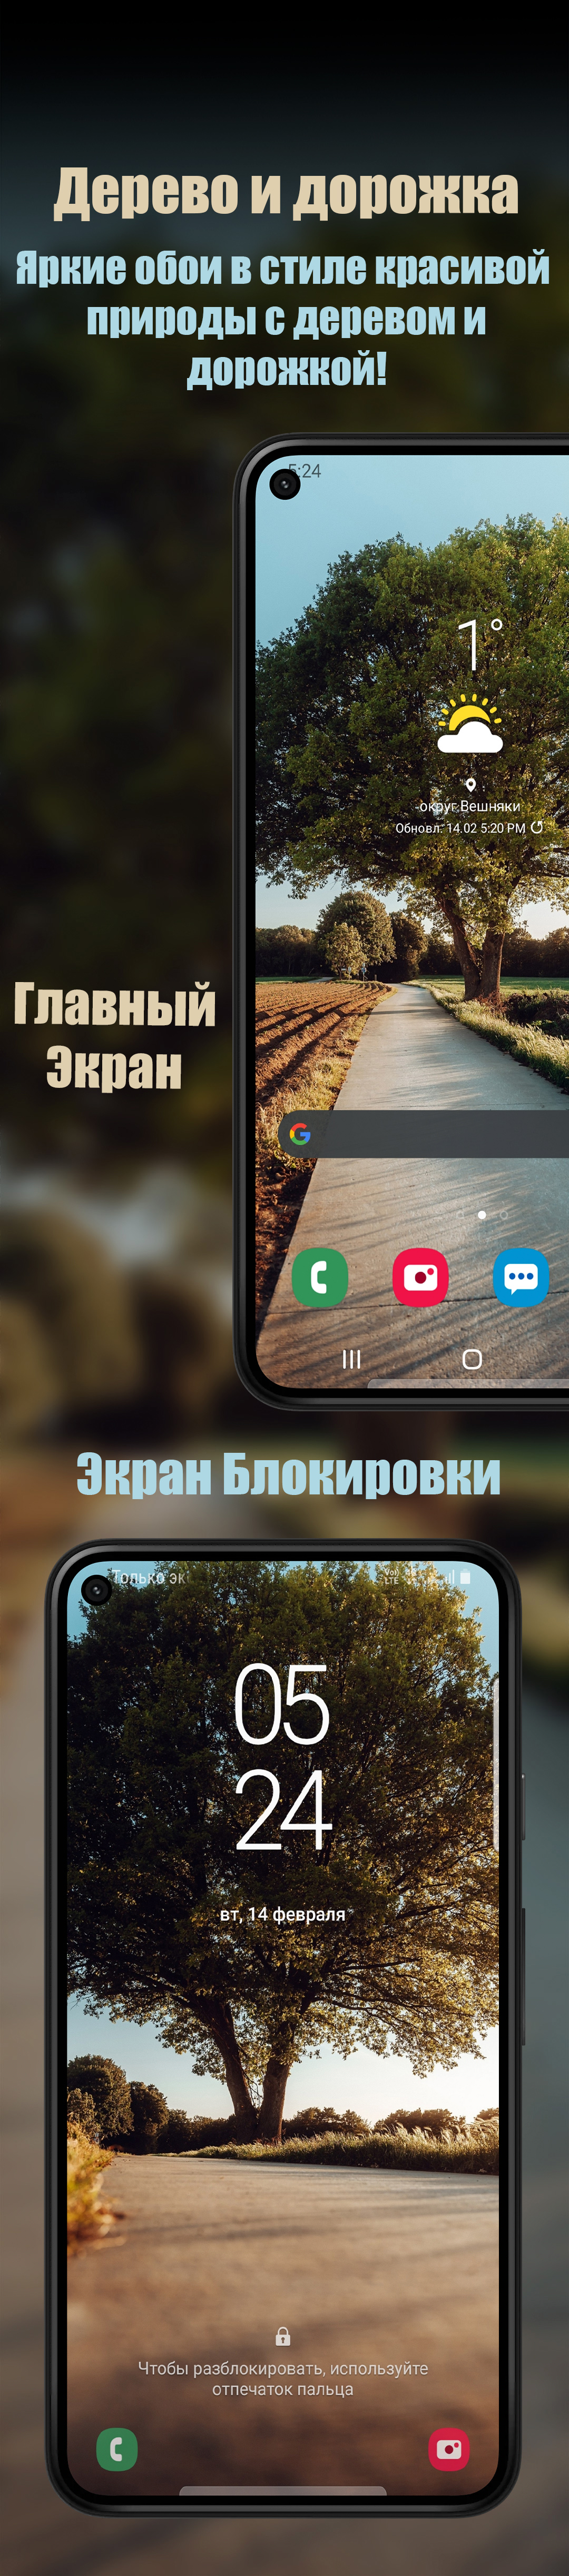 Дерево и дорожка
Яркие обои в стиле красивой
природы с деревом и
дорожкой!
5:24
1°
округ Вешняки
Обновл. 14.02 5:20 PM
Главный
Экран
G
Экран Блокировки
Только эк
LTE
05
24
вт, 14 февраля
Чтобы разблокировать, используйте
отпечаток пальца